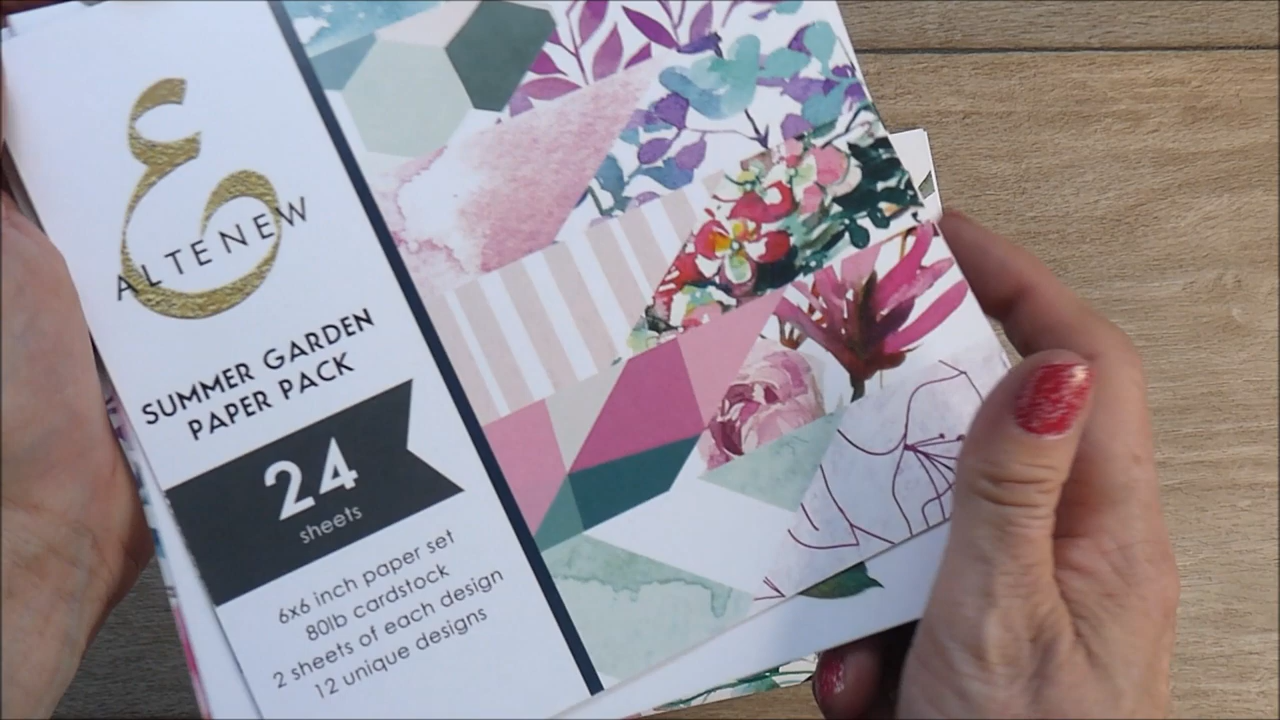 ALTENEW
SUMMER GARDEN
PAPER PACK
24
sheets
6x6 inch paper set
80lb cardstock
2 sheets of each design
12 unique designs